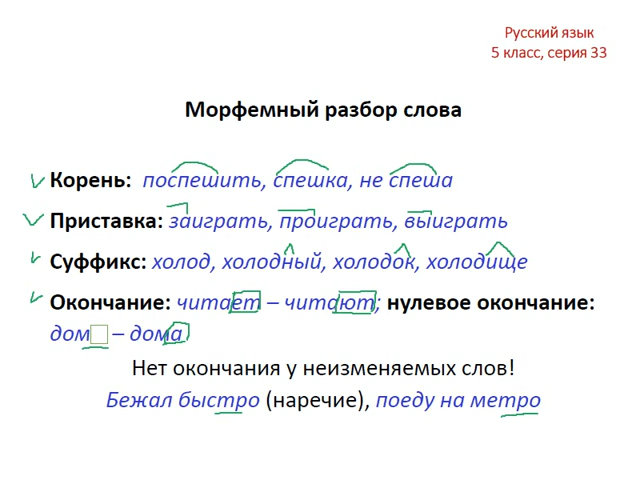 Русский язык
5 класс, серия 33
Морфемный разбор слова
Корень: поспешить, спешка, не спеша
Приставка: заиграть, проиграть, выиграть
Суффикс: холод, холодный, холодок, холодище
Окончание: читает – читают; нулевое окончание:
дом – дома
Нет окончания у неизменяемых слов!
Бежал быстро (наречие), поеду на метро